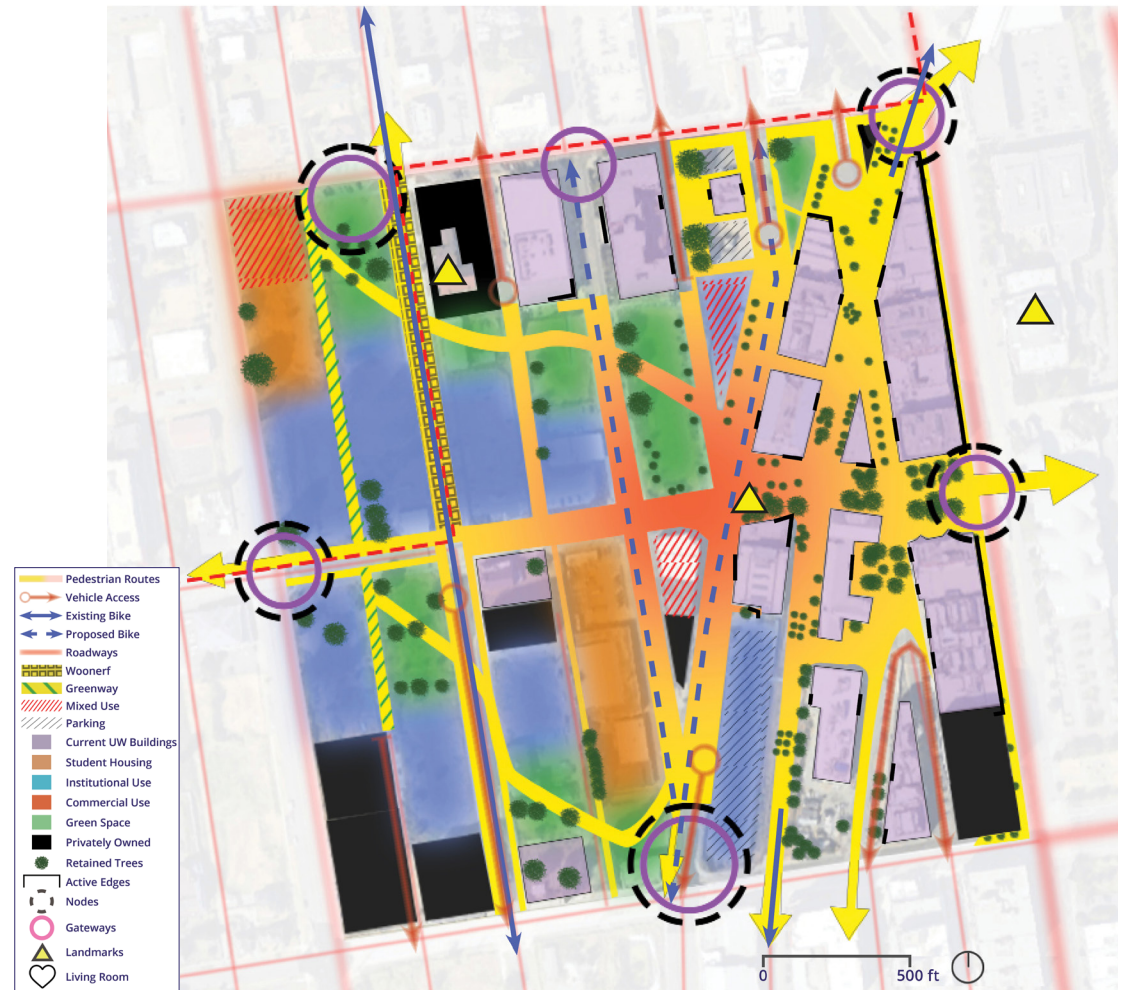 Pedestrian Routes
Vehicle Access
Existing Bike
Proposed Bike
Roadways
Woonerf
Greenway
Mixed Use
Parking
Current UW Buildings
Student Housing
Institutional Use
Commercial Use
Green Space
Privately Owned
Retained Trees
Active Edges
Nodes
Gateways
Landmarks
Living Room
0 500 ft